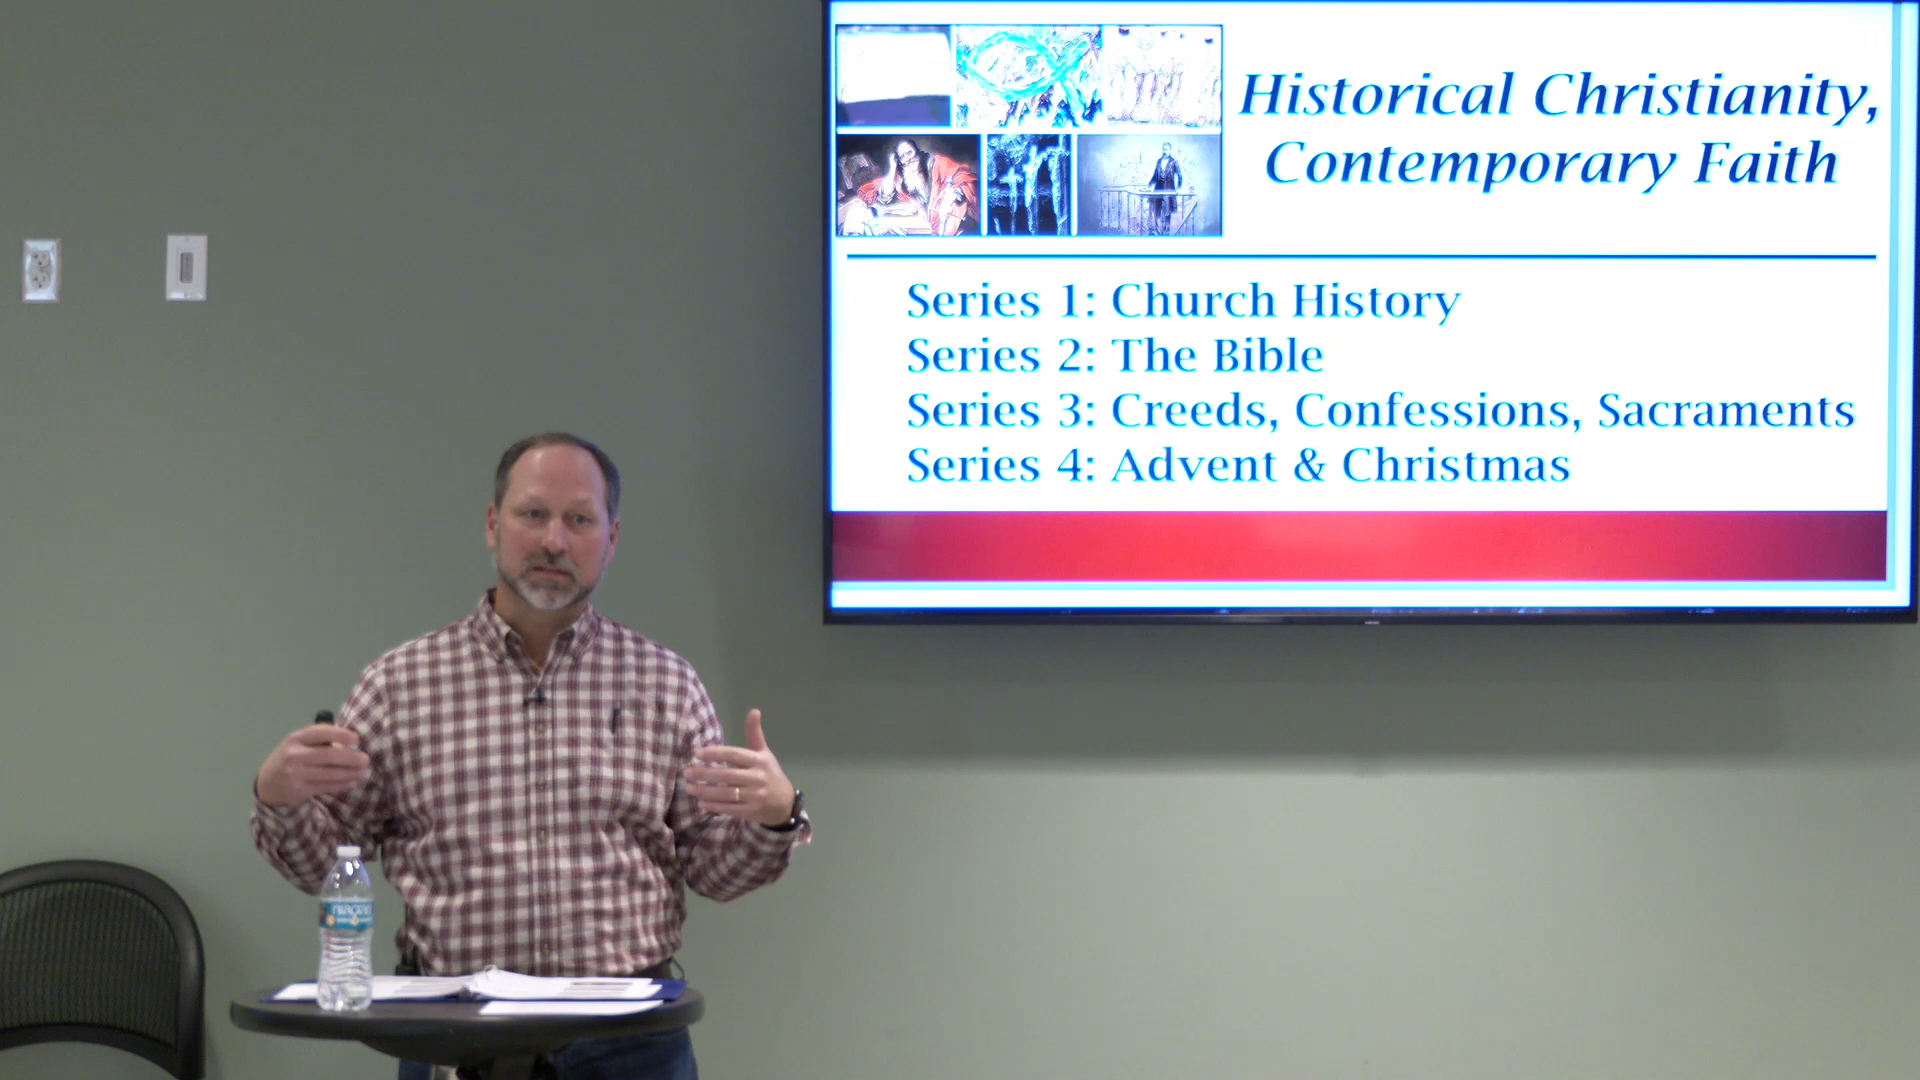 Historical Christianity,
Contemporary Faith
Series 1: Church History
Series 2: The Bible
Series 3: Creeds, Confessions, Sacraments
Series 4: Advent & Christmas
NIAGARA